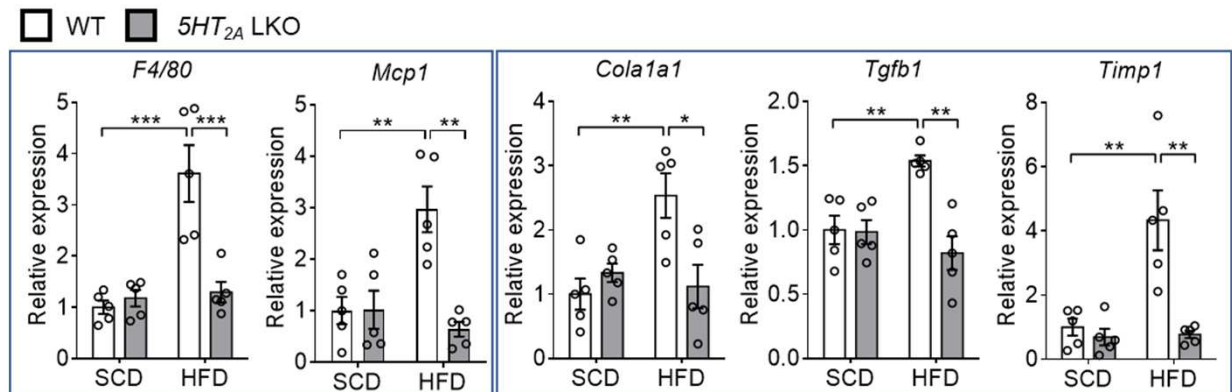 WT 5HT2A LKO
F4/80
Relative expression
5
4
3
2
1
0
***
***
SCD
HFD
Mcp1
Relative expression
5
4
3
2
1
0
**
**
SCD
HFD
Cola1a1
Relative expression
4
3
2
1
0
**
*
SCD
HFD
Tgfb1
Relative expression
2.0
1.5
1.0
0.5
0.0
**
**
SCD
HFD
Timp1
Relative expression
8
6
4
2
0
**
**
SCD
HFD